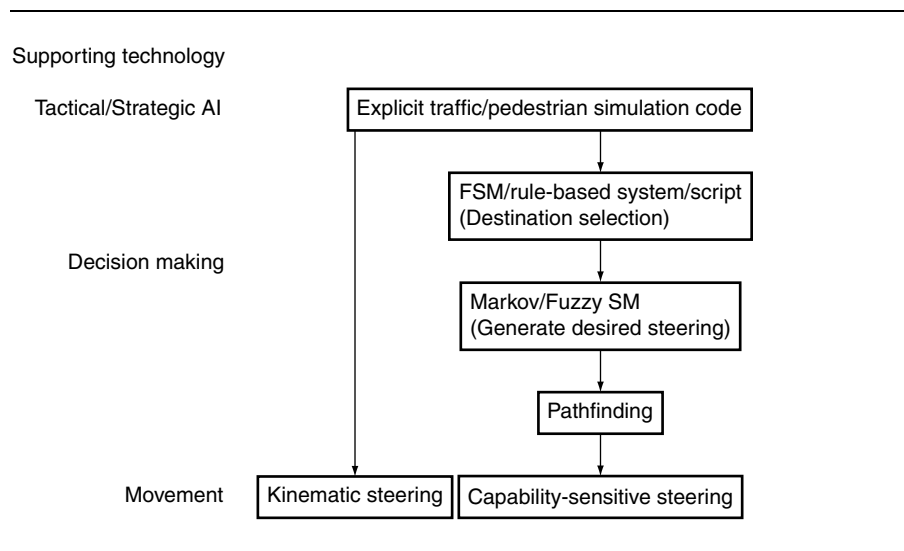 Supporting technology
Tactical/Strategic AI
Explicit traffic/pedestrian simulation code
FSM/rule-based system/script
(Destination selection)
Decision making
Markov/Fuzzy SM
(Generate desired steering)
Pathfinding
Movement
Kinematic steering
Capability-sensitive steering